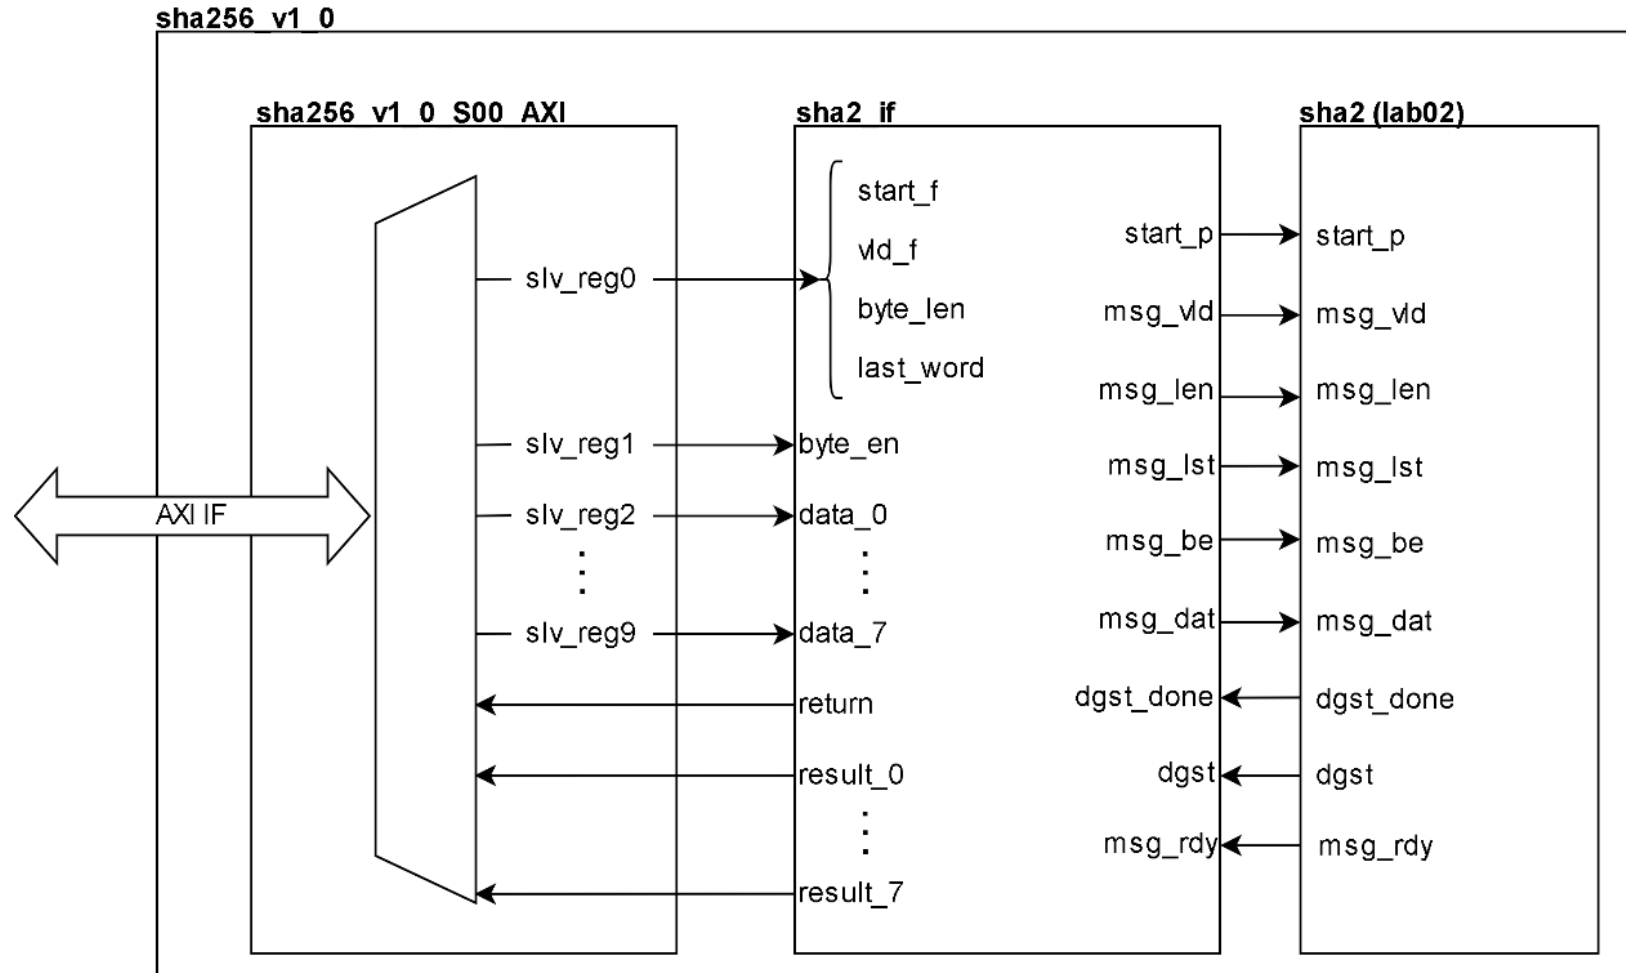 sha256_v1_0
sha256_v1_0_S00_AXI
sha2_if
sha2 (lab02)
start_f
vld_f
byte_len
last_word
slv_reg0
slv_reg1
byte_en
slv_reg2
data_0
slv_reg9
data_7
return
result_0
result_7
AXI IF
start_p
start_p
msg_vld
msg_vld
msg_len
msg_len
msg_lst
msg_lst
msg_be
msg_be
msg_dat
msg_dat
dgst_done
dgst_done
dgst
dgst
msg_rdy
msg_rdy